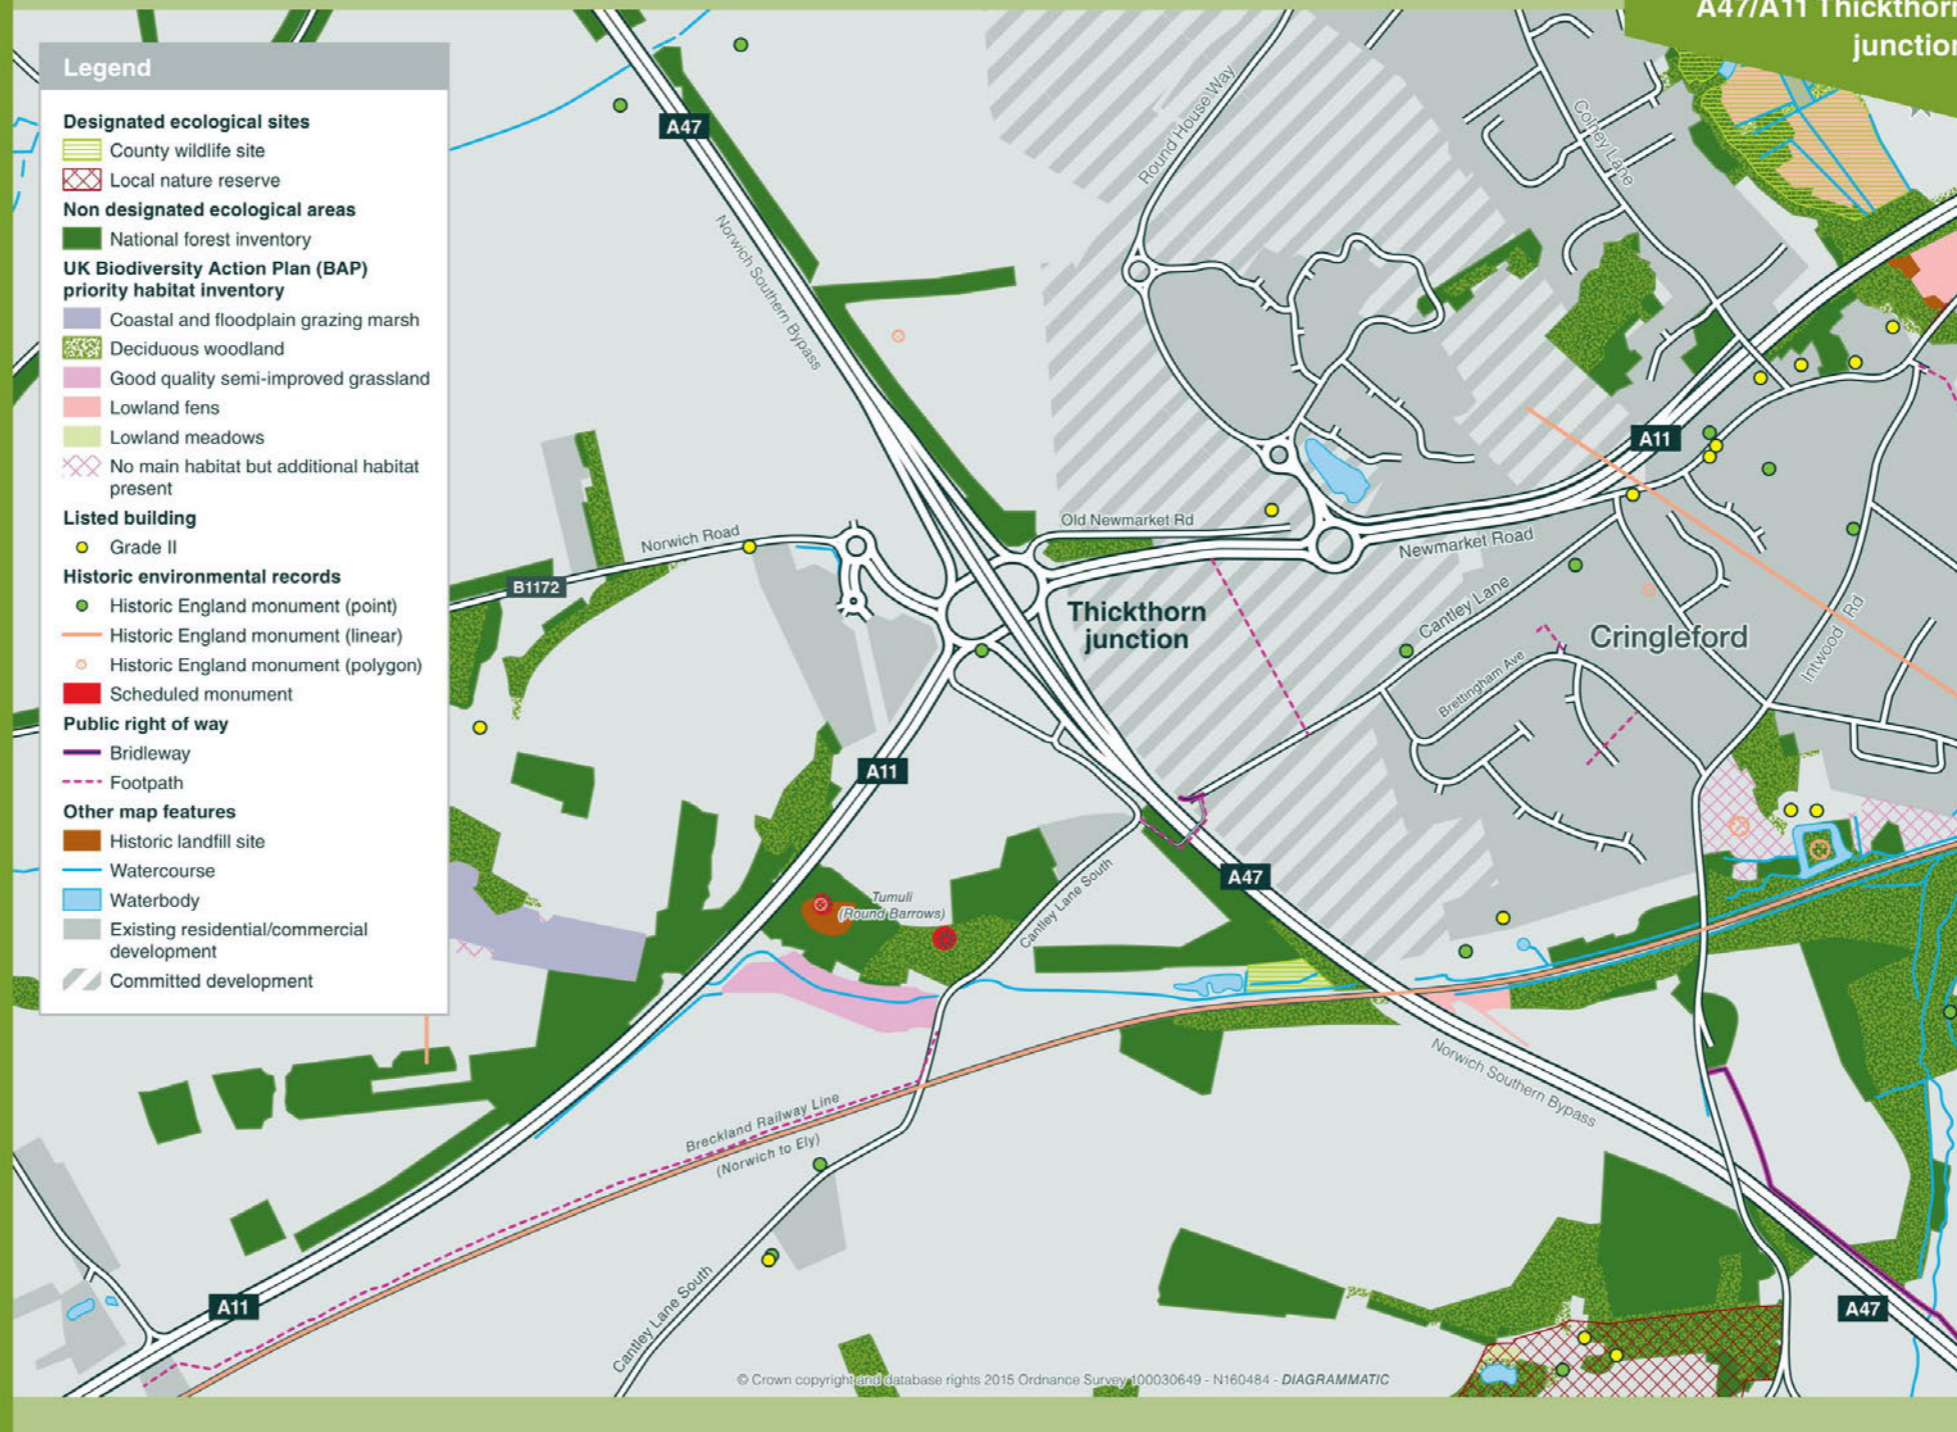 A47/A11 Thickthorn
junction
Legend
Designated ecological sites
County wildlife site
Local nature reserve
Non designated ecological areas
National forest inventory
UK Biodiversity Action Plan (BAP)
priority habitat inventory
Coastal and floodplain grazing marsh
Deciduous woodland
Good quality semi-improved grassland
Lowland fens
Lowland meadows
No main habitat but additional habitat
present
Listed building
Grade II
Historic environmental records
Historic England monument (point)
Historic England monument (linear)
Historic England monument (polygon)
Scheduled monument
Public right of way
Bridleway
Footpath
Other map features
Historic landfill site
Watercourse
Waterbody
Existing residential/commercial
development
Committed development
A47
Norwich Southern Bypass
Round House Way
Colney Lane
A11
Old Newmarket Rd
Norwich Road
B1172
Newmarket Road
Thickthorn
junction
Cantley Lane
Cringleford
Brettingham Ave
Intwood Rd
A11
Tumuli
(Round Barrows)
Cantley Lane South
A47
Norwich Southern Bypass
Breckland Railway Line
(Norwich to Ely)
A11
Cantley Lane South
A47
© Crown copyright and database rights 2015 Ordnance Survey 100030649 - N160484 - DIAGRAMMATIC